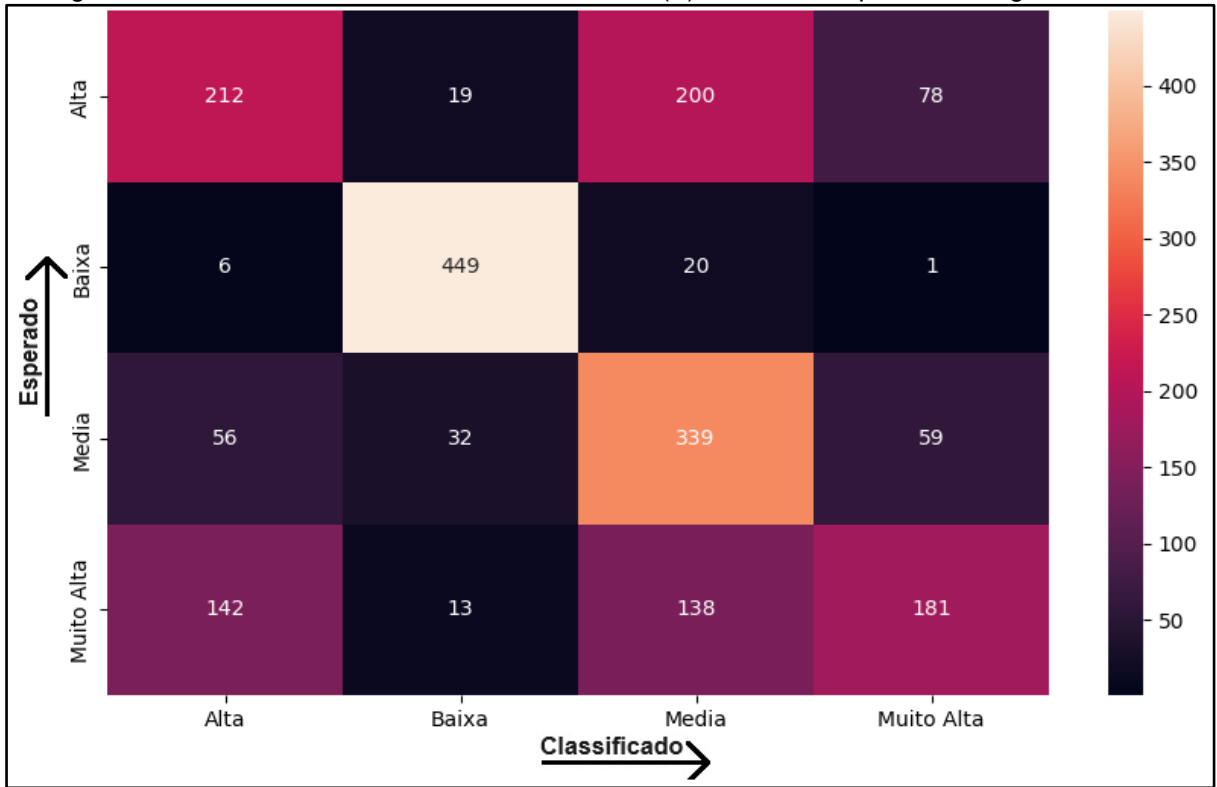 Alta 212 19 200 78
Baixa 6 449 20 1
Media 56 32 339 59
Muito Alta 142 13 138 181
Alta Baixa Media Muito Alta
Esperado
Classificado
400
350
300
250
200
150
100
50